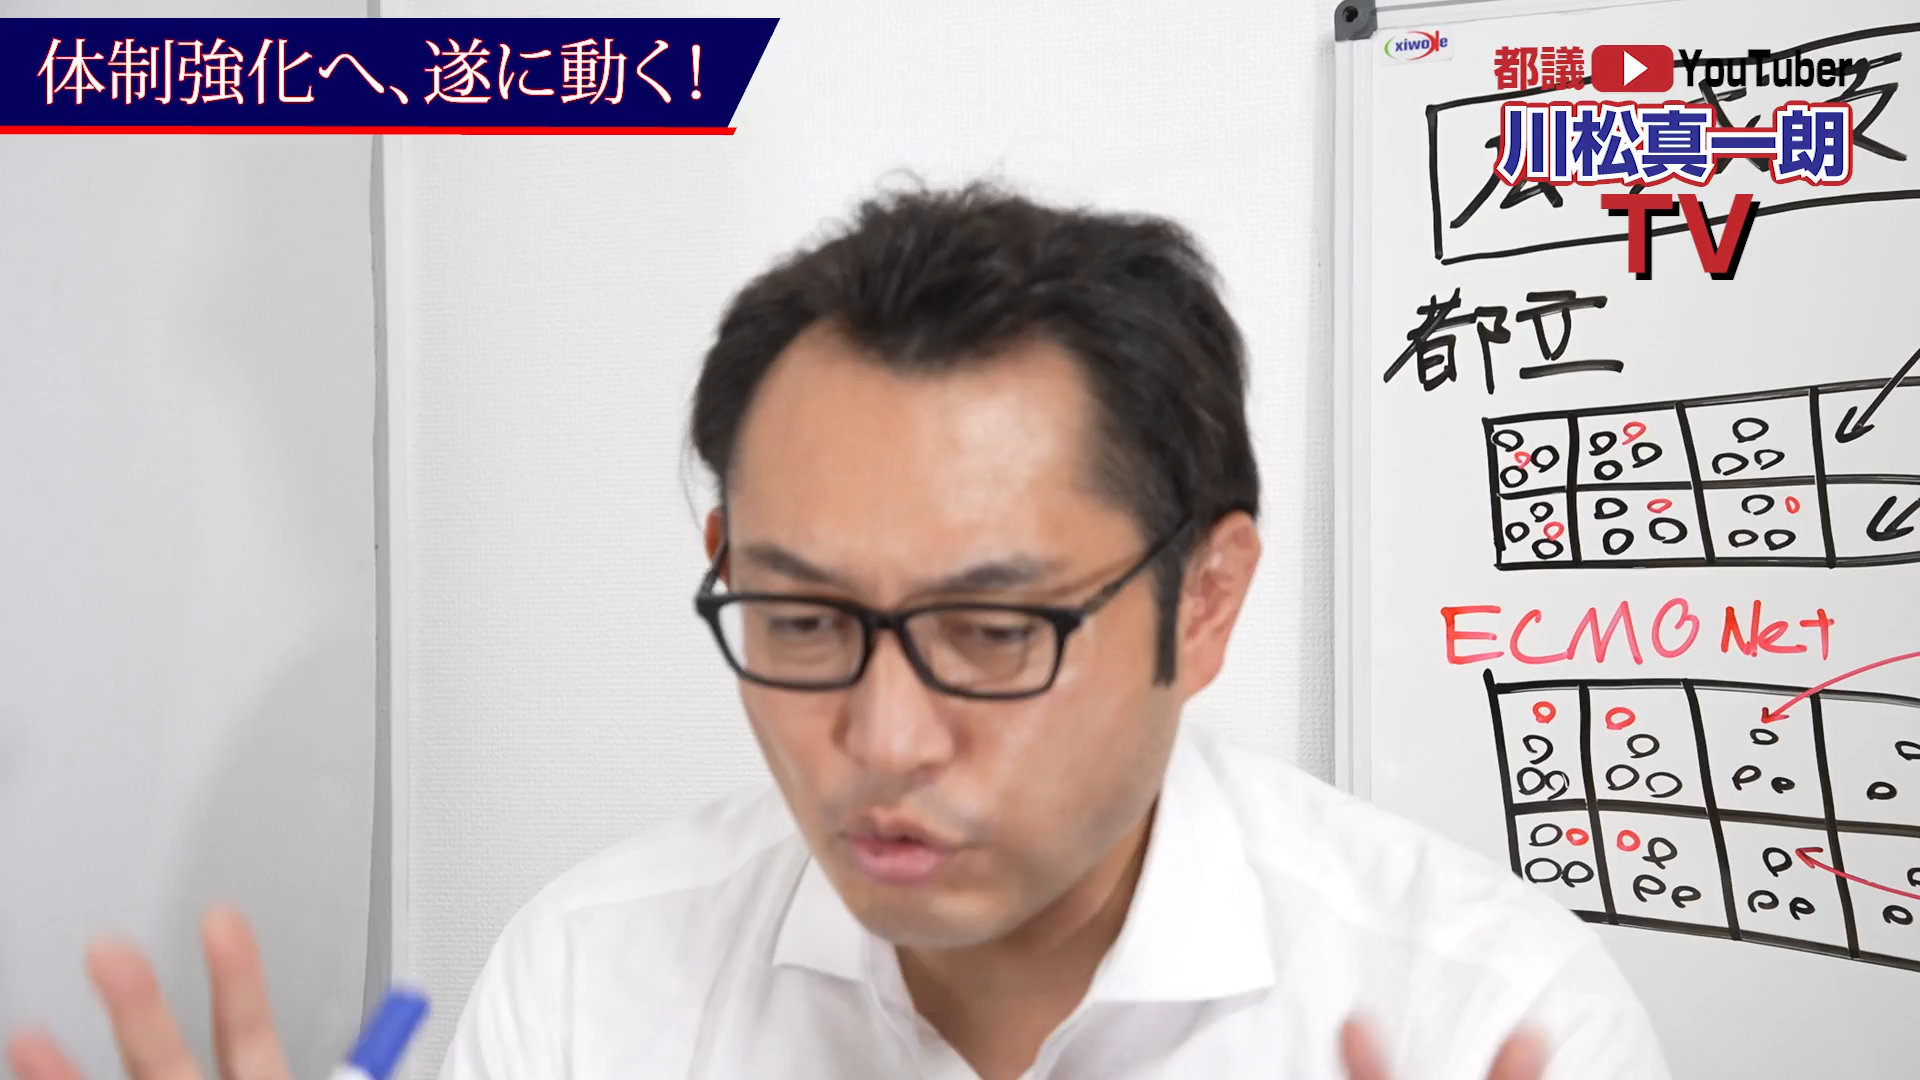 体制強化へ、遂に動く!
xiwoke
都議 YouTuber
川松真一朗
TV
都立
ECMO Net